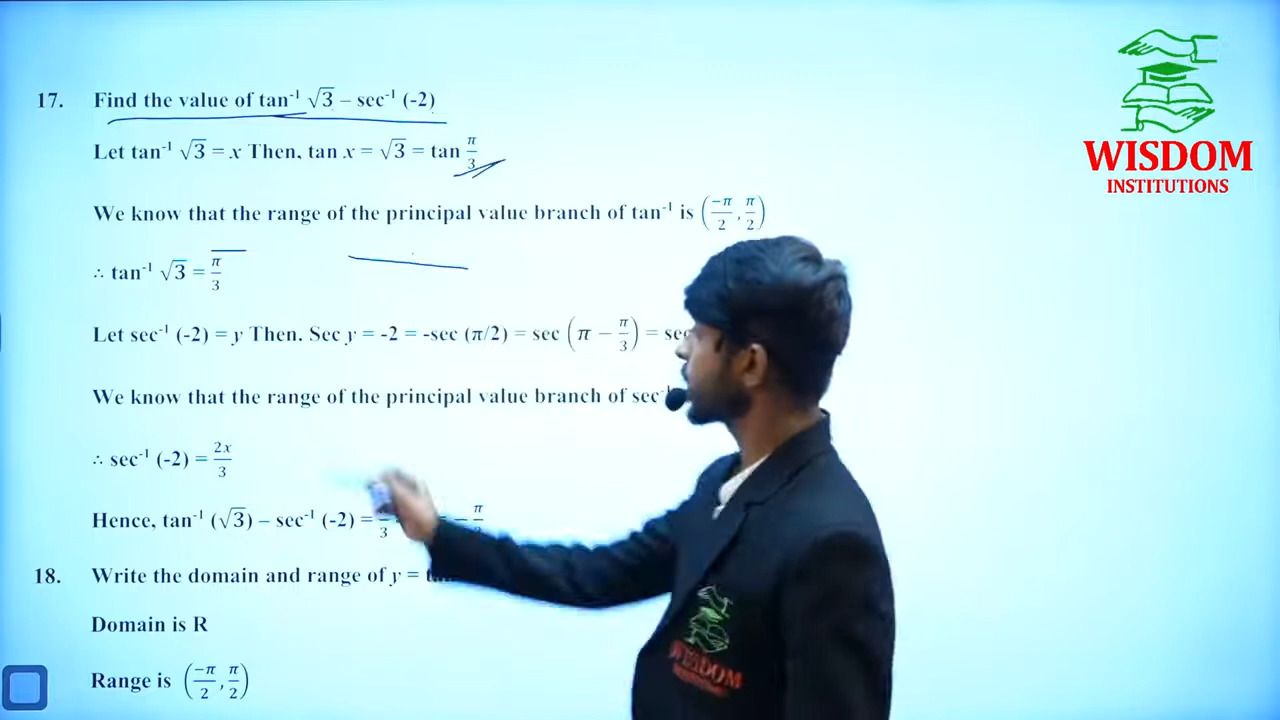 17. Find the value of tan⁻¹ √3 – sec⁻¹ (-2)
Let tan⁻¹ √3 = x Then, tan x = √3 = tan π/3
We know that the range of the principal value branch of tan⁻¹ is (-π/2, π/2)
∴ tan⁻¹ √3 = π/3
Let sec⁻¹ (-2) = y Then. Sec y = -2 = -sec (π/2) = sec (π – π/3) = sec
We know that the range of the principal value branch of sec⁻¹
∴ sec⁻¹ (-2) = 2x/3
Hence, tan⁻¹ (√3) – sec⁻¹ (-2) =
18. Write the domain and range of y =
Domain is R
Range is (-π/2, π/2)
WISDOM
INSTITUTIONS
WISDOM